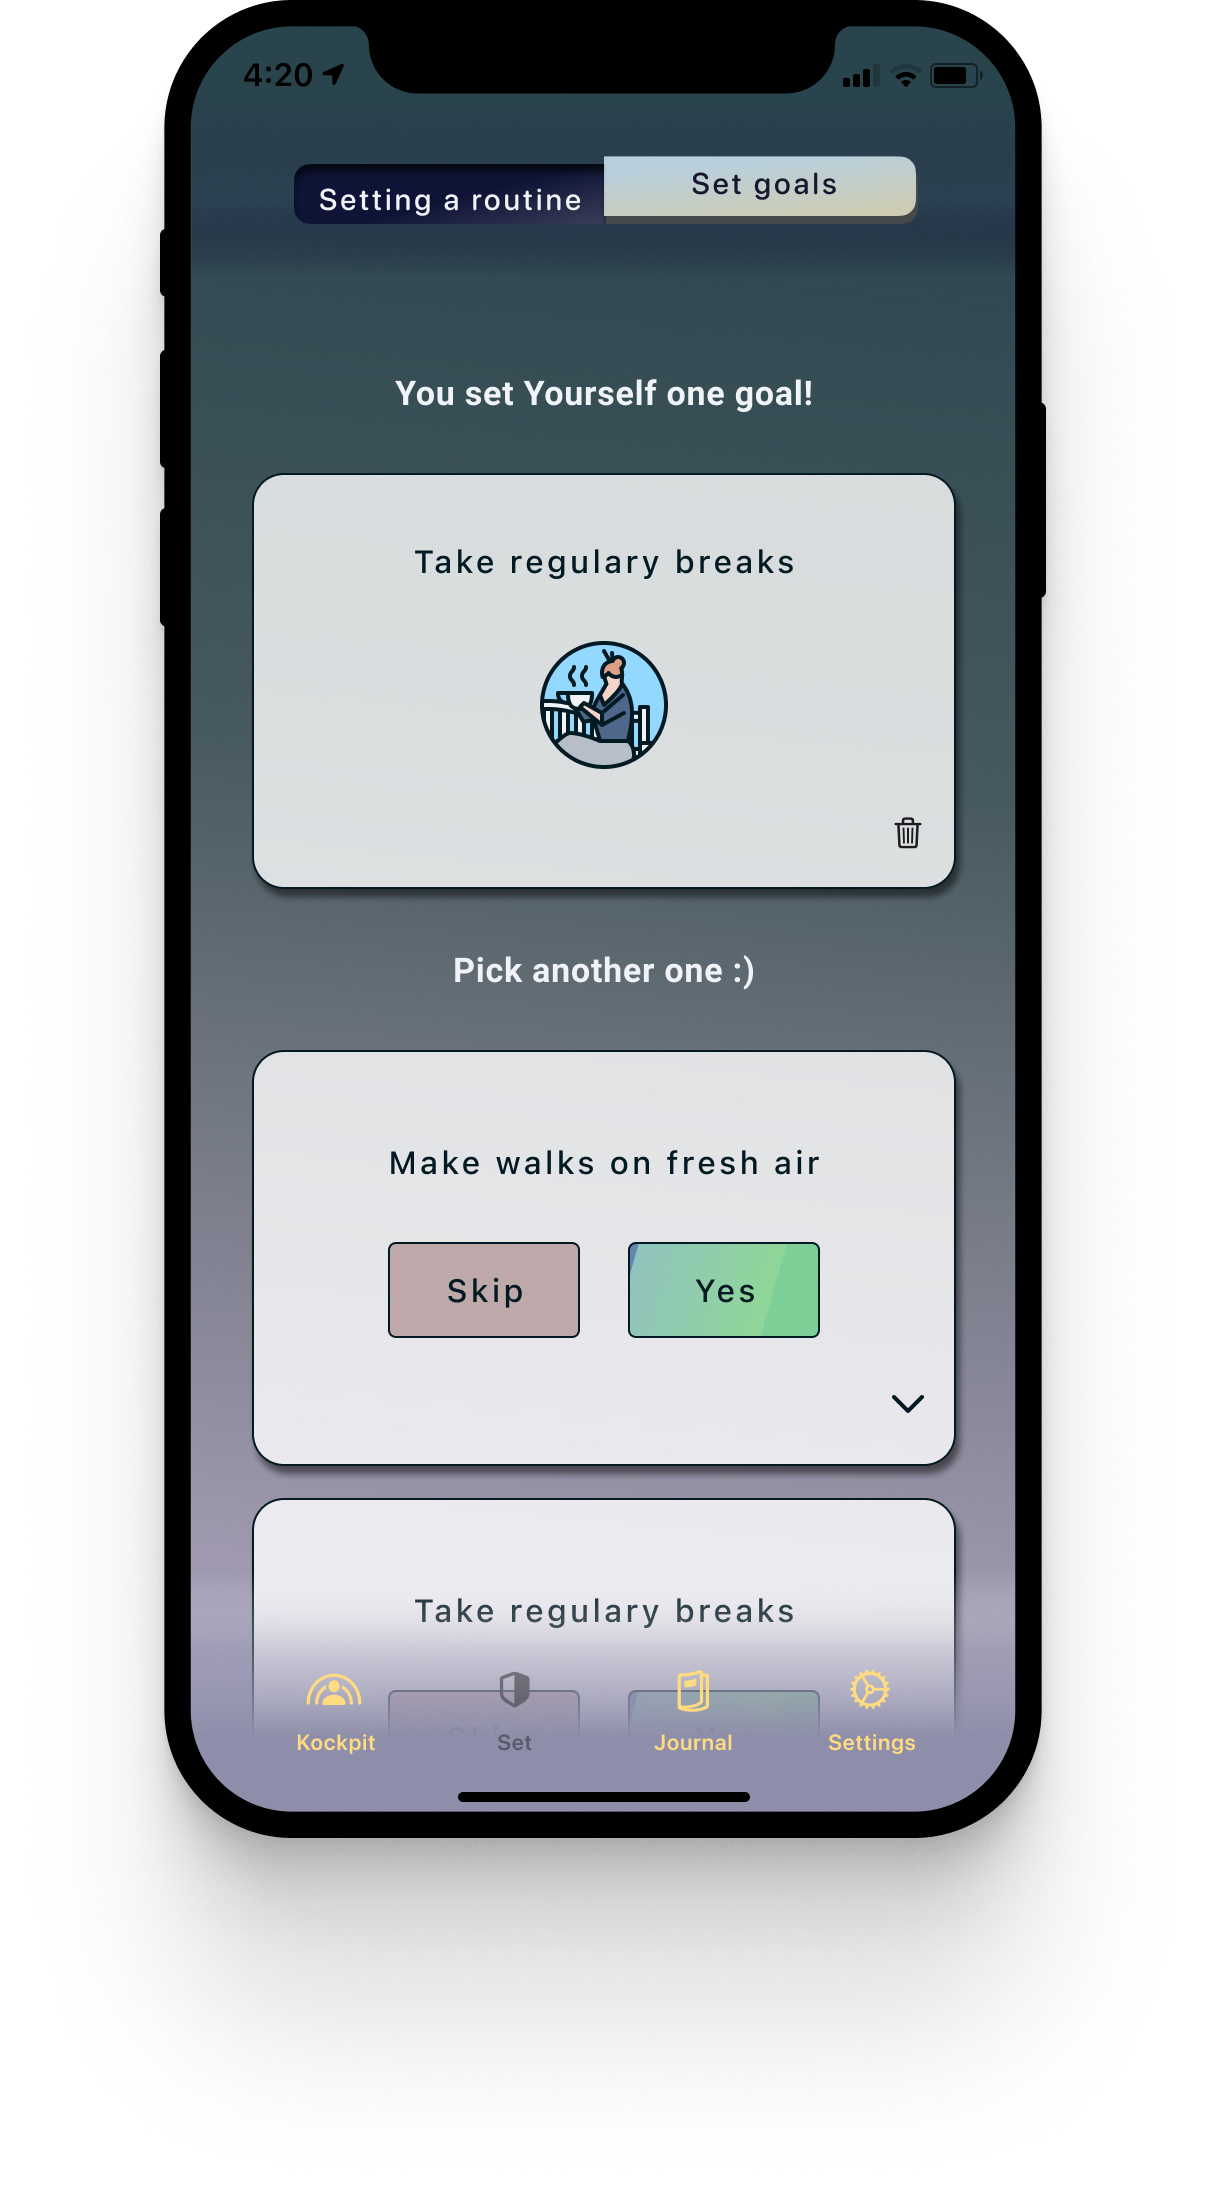 4:20
Setting a routine
Set goals
You set Yourself one goal!
Take regulary breaks
Pick another one :)
Make walks on fresh air
Skip
Yes
Take regulary breaks
Kockpit
Set
Journal
Settings